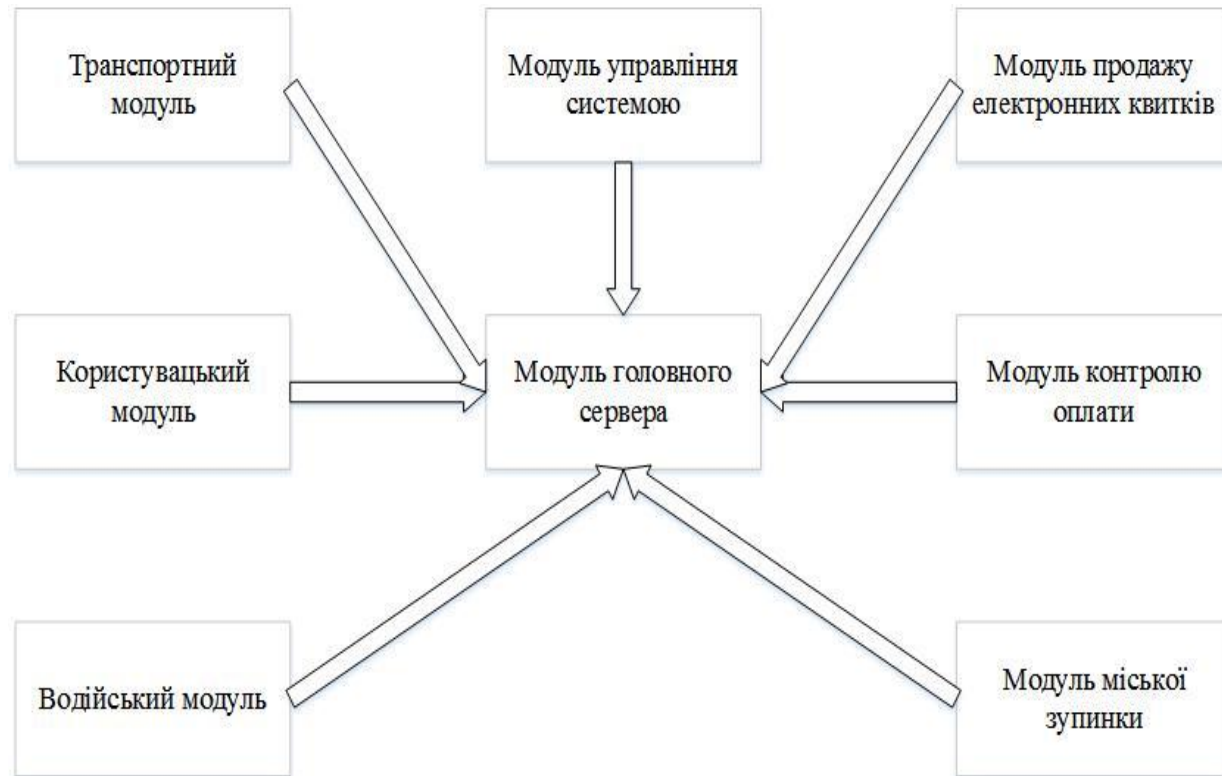 Транспортний
модуль
Модуль управління
системою
Модуль продажу
електронних квитків
Користувацький
модуль
Модуль головного
сервера
Модуль контролю
оплати
Водійський модуль
Модуль міської
зупинки